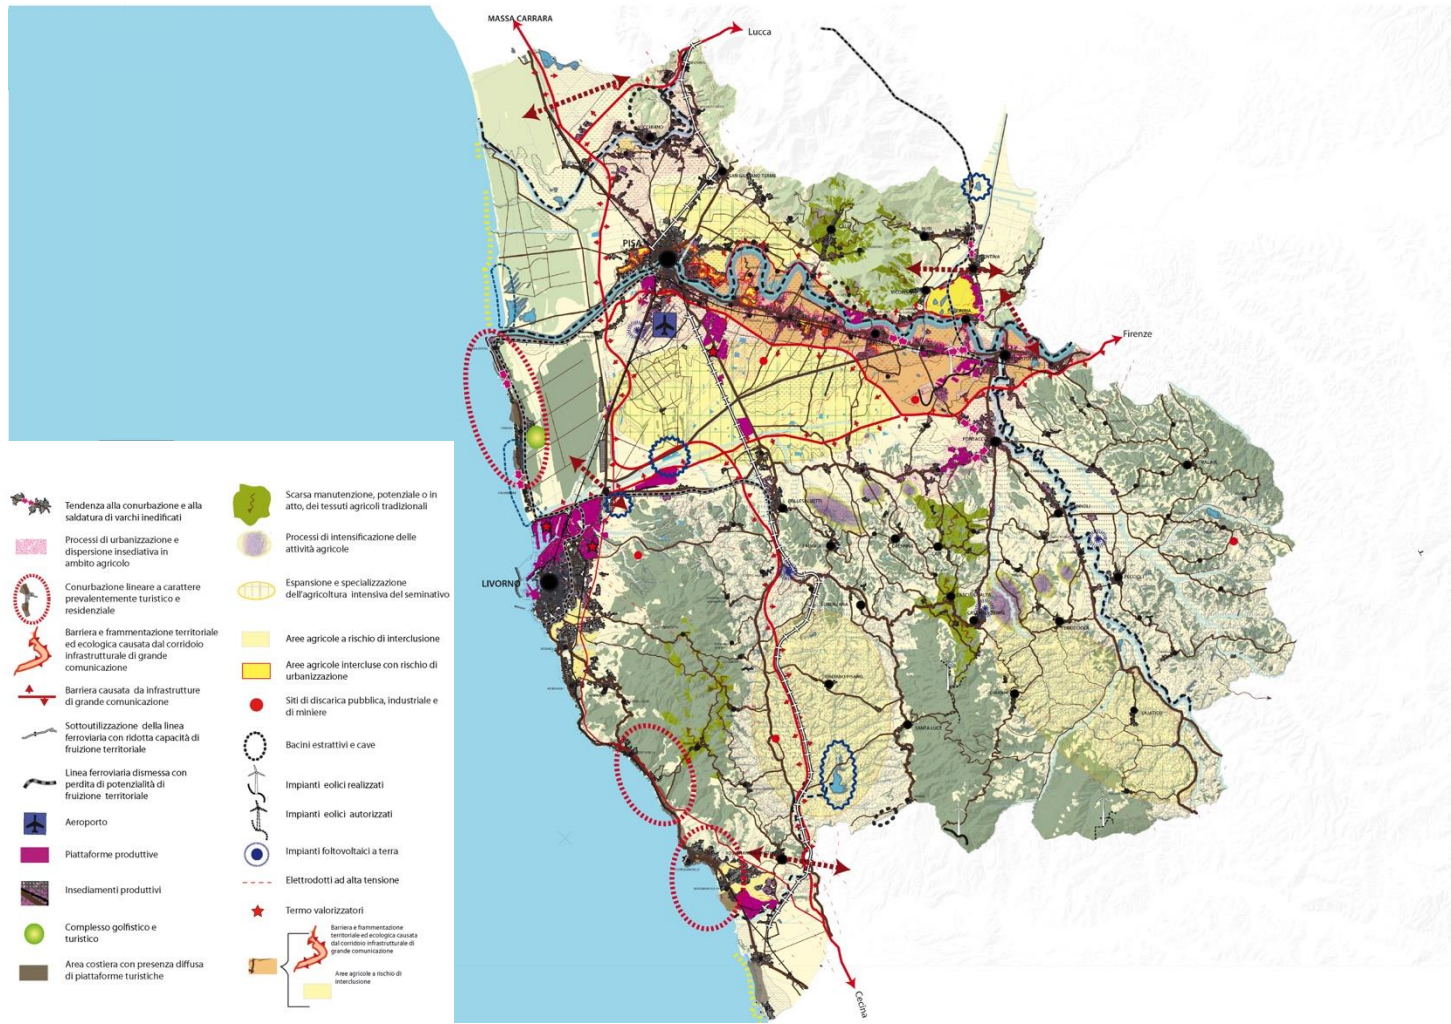 MASSA CARRARA
Lucca
SAN GIULIANO TERME
PISA
Firenze
LIVORNO
SANTA LUCE
Cecina
Tendenza alla conurbazione e alla
saldatura di varchi inedificati
Processi di urbanizzazione e
dispersione insediativa in
ambito agricolo
Conurbazione lineare a carattere
prevalentemente turistico e
residenziale
Barriera e frammentazione territoriale
ed ecologica causata dal corridoio
infrastrutturale di grande
comunicazione
Barriera causata da infrastrutture
di grande comunicazione
Sottoutilizzazione della linea
ferroviaria con ridotta capacità di
fruizione territoriale
Linea ferroviaria dismessa con
perdita di potenzialità di
fruizione territoriale
Aeroporto
Piattaforme produttive
Insediamenti produttivi
Complesso golfistico e
turistico
Area costiera con presenza diffusa
di piattaforme turistiche
Scarsa manutenzione, potenziale o in
atto, dei tessuti agricoli tradizionali
Processi di intensificazione delle
attività agricole
Espansione e specializzazione
dell'agricoltura intensiva del seminativo
Aree agricole a rischio di interclusione
Aree agricole intercluse con rischio di
urbanizzazione
Siti di discarica pubblica, industriale e
di miniere
Bacini estrattivi e cave
Impianti eolici realizzati
Impianti eolici autorizzati
Impianti fotovoltaici a terra
Elettrodotti ad alta tensione
Termo valorizzatori
Barriera e frammentazione
territoriale ed ecologica causata
dal corridoio infrastrutturale di
grande comunicazione
Aree agricole a rischio di
interclusione